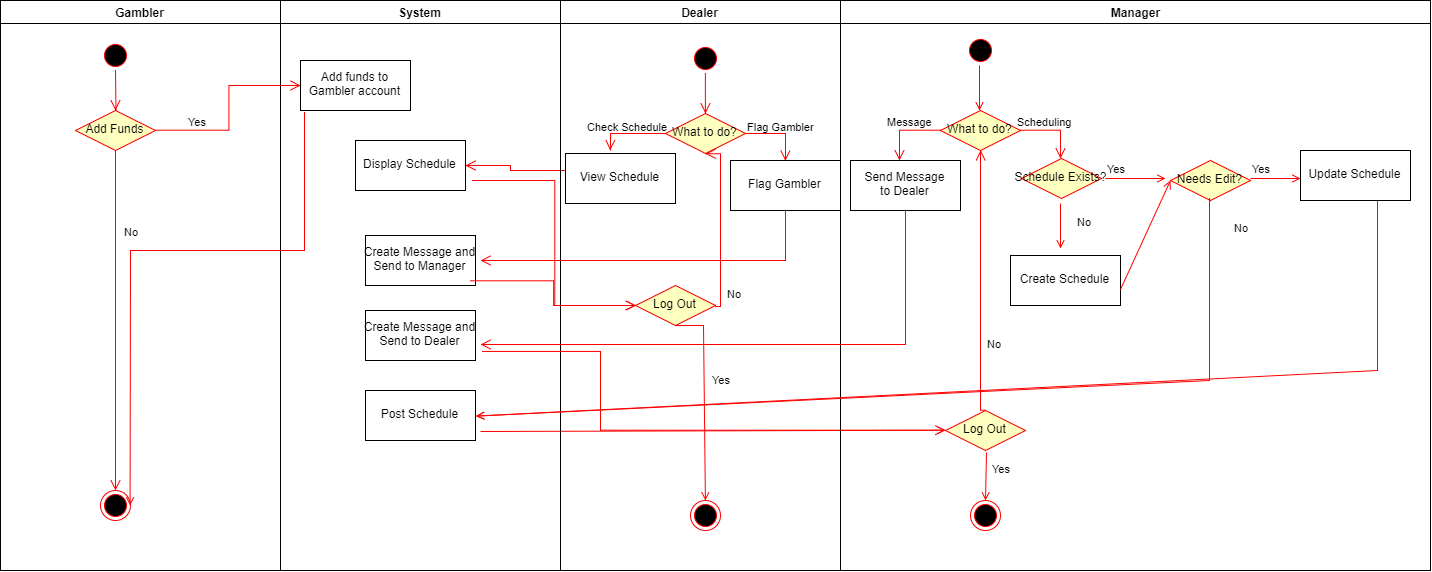 Gambler
System
Dealer
Manager
Add Funds
Yes
No
Add funds to
Gambler account
Display Schedule
Create Message and
Send to Manager
Create Message and
Send to Dealer
Post Schedule
What to do?
Check Schedule
Flag Gambler
View Schedule
Flag Gambler
Log Out
No
Yes
What to do?
Message
Scheduling
Send Message
to Dealer
Schedule Exists?
Yes
No
Create Schedule
Needs Edit?
Yes
No
Update Schedule
No
Log Out
Yes